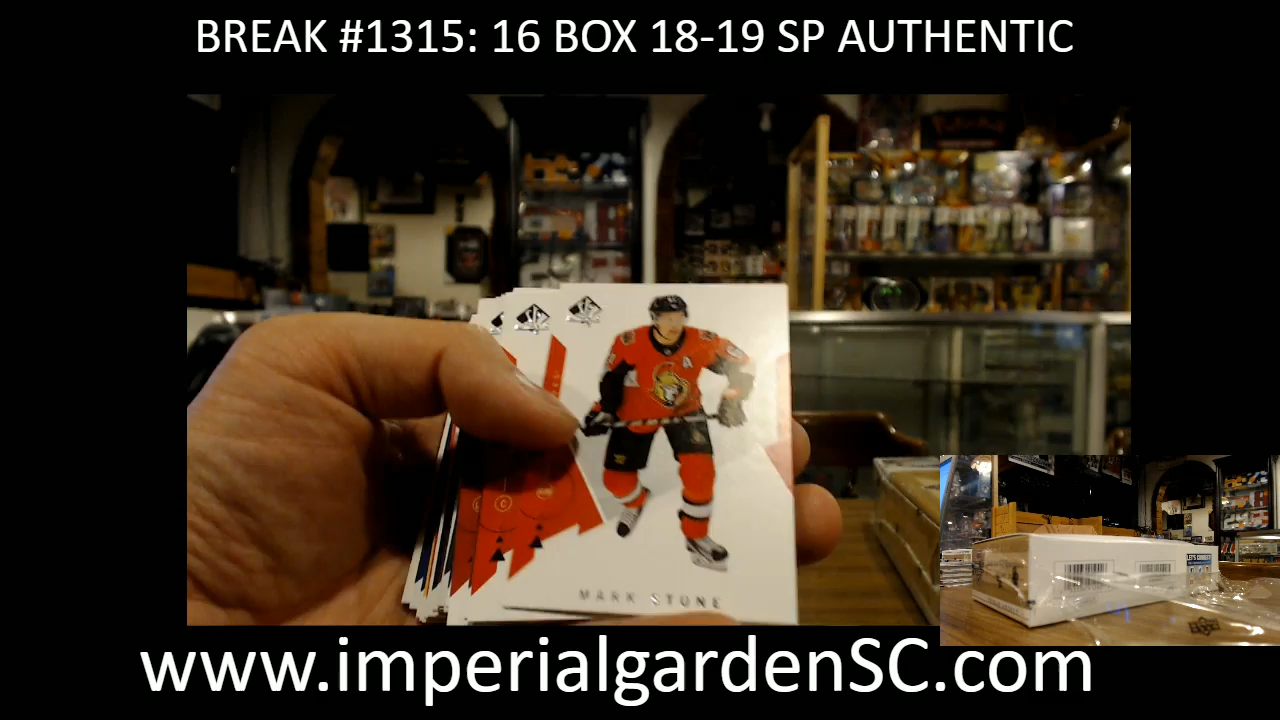 BREAK #1315: 16 BOX 18-19 SP AUTHENTIC
MARK STONE
www.imperialgardenSC.com